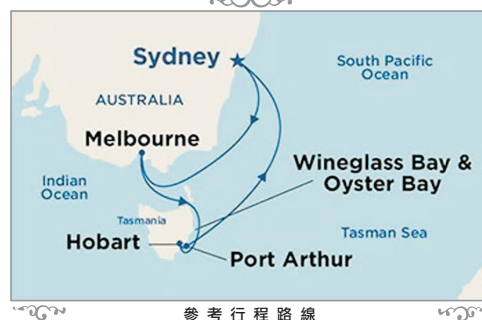 Sydney
South Pacific
Ocean
AUSTRALIA
Melbourne
Wineglass Bay &
Oyster Bay
Indian
Ocean
Tasmania
Tasman Sea
Hobart
Port Arthur
參考行程路線